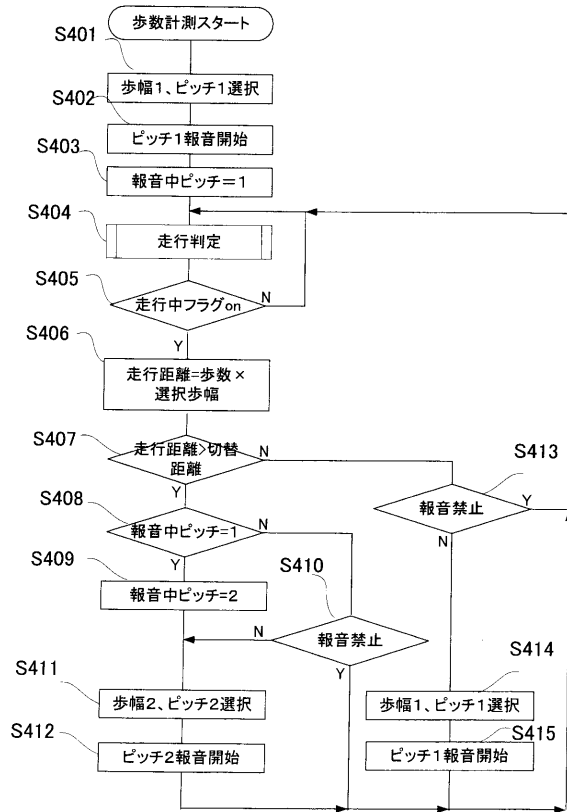 歩数計測スタート
S401
歩幅1、ピッチ1選択
S402
ピッチ1報音開始
S403
報音中ピッチ=1
S404
走行判定
S405
走行中フラグon
N
Y
S406
走行距離=歩数×
選択歩幅
S407
走行距離>切替
距離
N
Y
S413
報音禁止
Y
N
S408
報音中ピッチ=1
N
Y
S409
報音中ピッチ=2
S410
報音禁止
N
Y
S411
歩幅2、ピッチ2選択
S412
ピッチ2報音開始
S414
歩幅1、ピッチ1選択
S415
ピッチ1報音開始